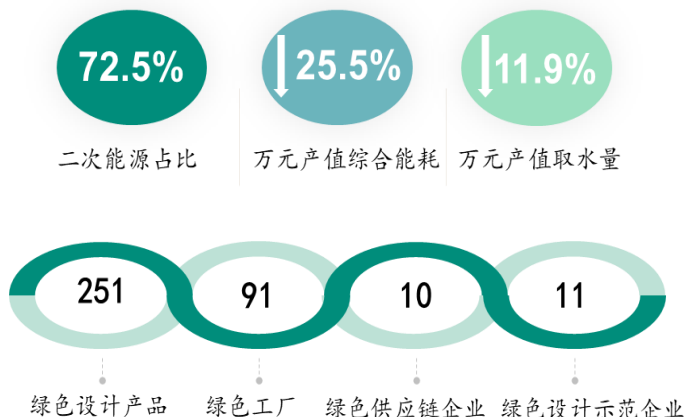 72.5%
25.5%
11.9%
二次能源占比
万元产值综合能耗
万元产值取水量
251
91
10
11
绿色设计产品
绿色工厂
绿色供应链企业
绿色设计示范企业